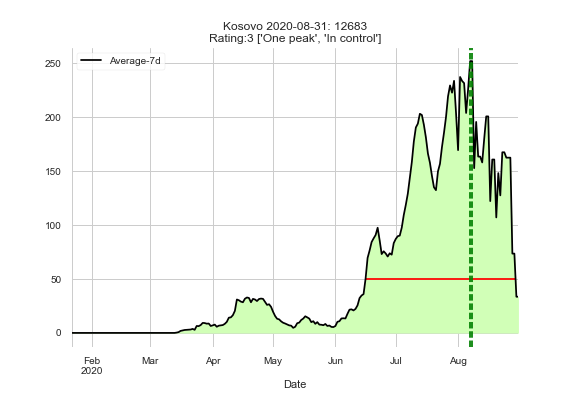 Kosovo 2020-08-31: 12683
Rating:3 ['One peak', 'In control']
Average-7d
250
200
150
100
50
0
Feb Mar Apr May Jun Jul Aug
2020
Date